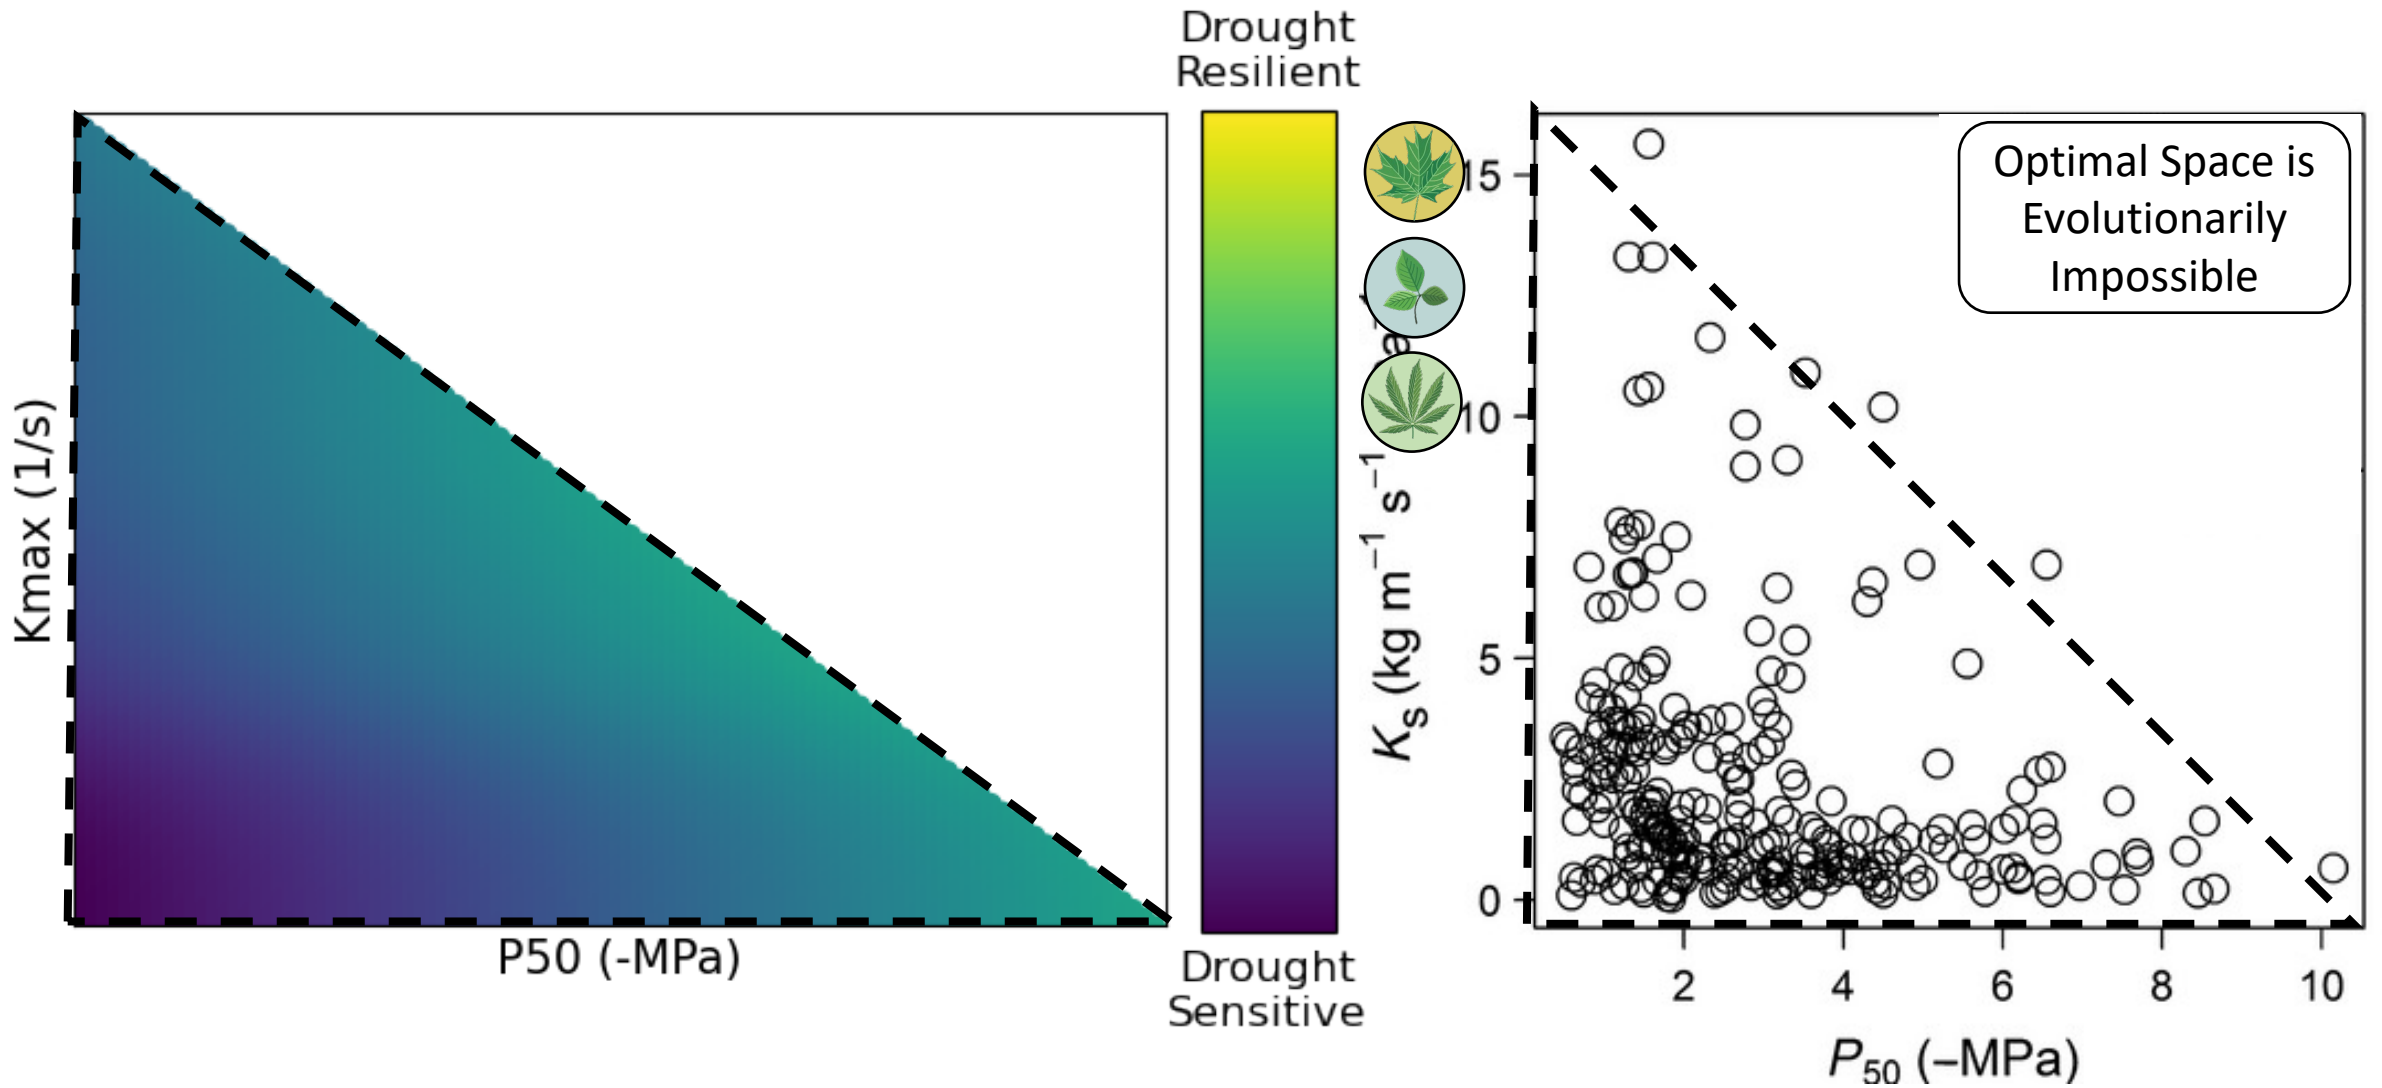 Drought
Resilient
Kmax (1/s)
P50 (-MPa)
Drought
Sensitive
Optimal Space is
Evolutionarily
Impossible
15
10
5
0
Ks (kg m⁻¹ s⁻¹
2 4 6 8 10
P50 (–MPa)